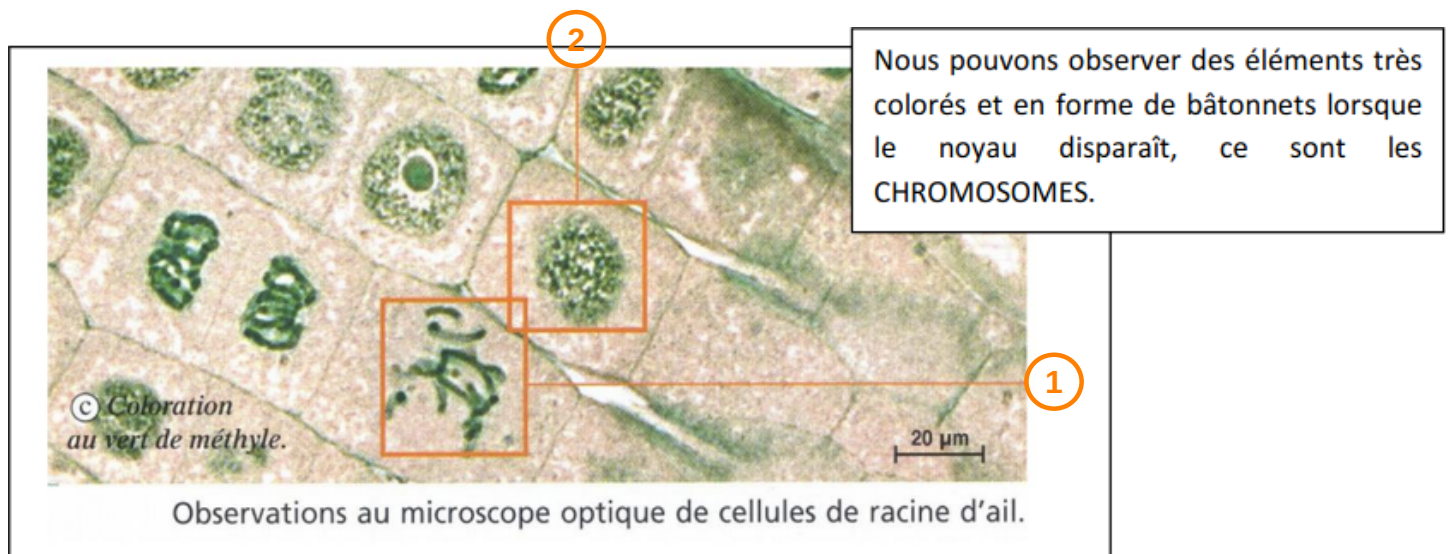 2
Nous pouvons observer des éléments très
colorés et en forme de bâtonnets lorsque
le noyau disparaît, ce sont les
CHROMOSOMES.
1
c Coloration
au vert de méthyle.
20 µm
Observations au microscope optique de cellules de racine d'ail.